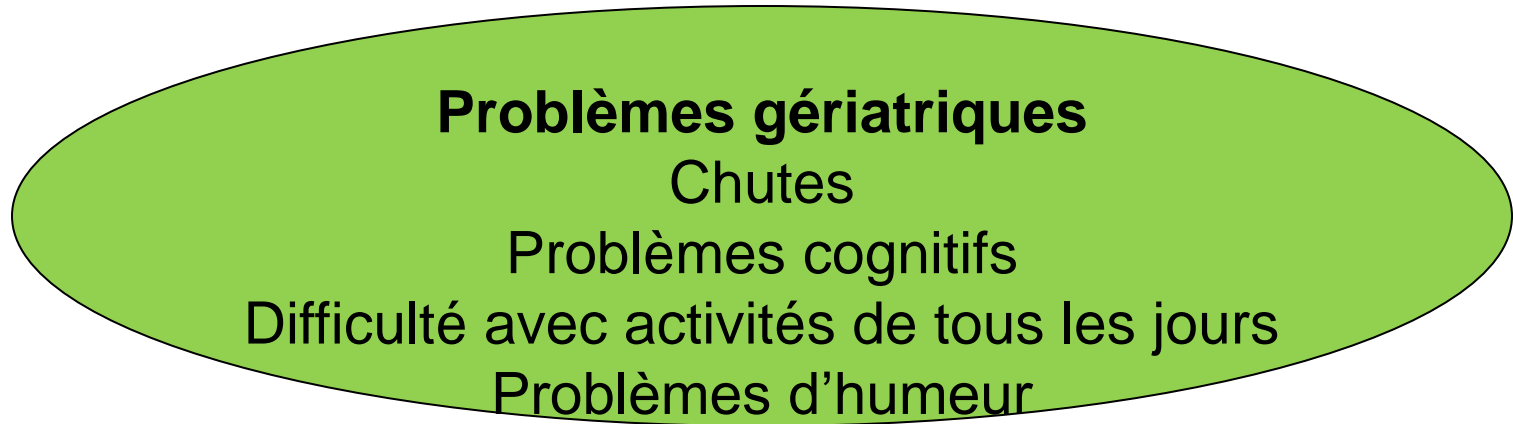 Problèmes gériatriques
Chutes
Problèmes cognitifs
Difficulté avec activités de tous les jours
Problèmes d’humeur